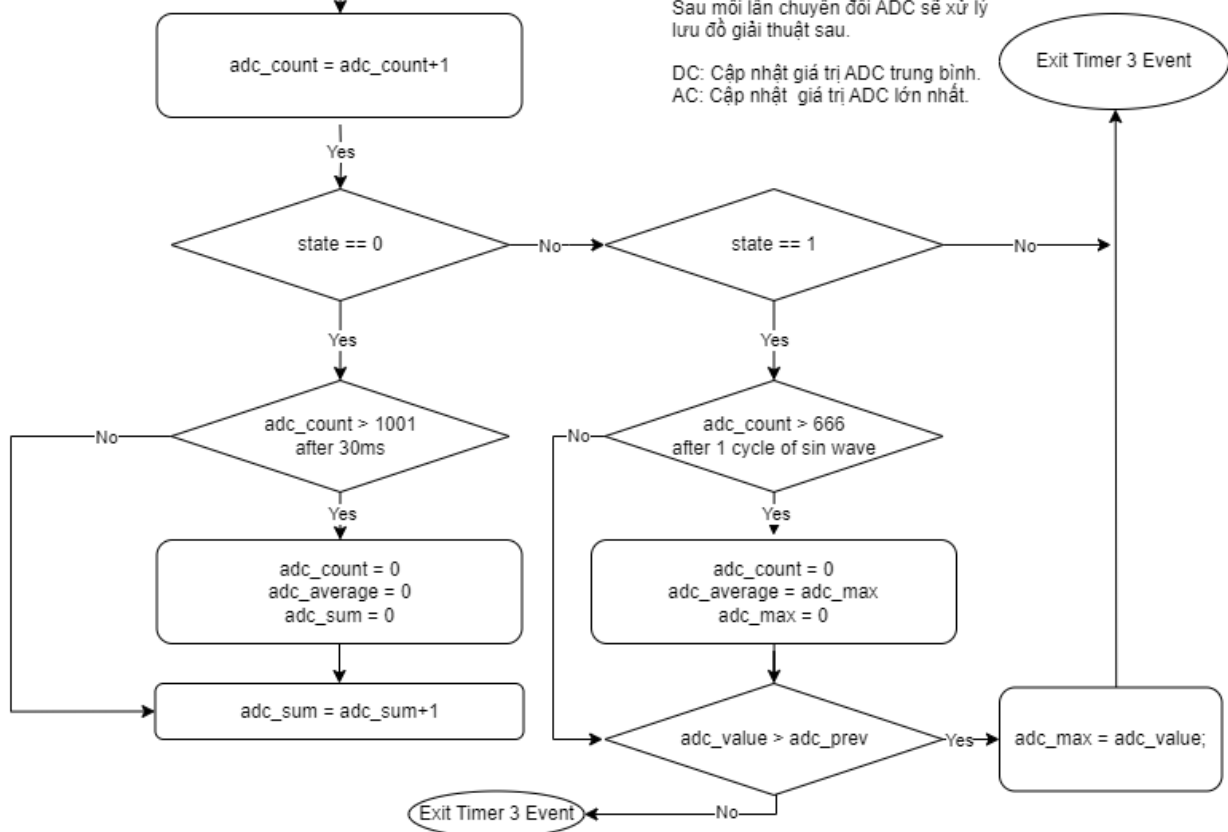 Sau mỗi lần chuyển đổi ADC sẽ xử lý
lưu đồ giải thuật sau.
DC: Cập nhật giá trị ADC trung bình.
AC: Cập nhật giá trị ADC lớn nhất.
adc_count = adc_count+1
Exit Timer 3 Event
Yes
state == 0
No
state == 1
No
Yes
Yes
adc_count > 1001
after 30ms
No
adc_count > 666
after 1 cycle of sin wave
No
Yes
Yes
adc_count = 0
adc_average = 0
adc_sum = 0
adc_count = 0
adc_average = adc_max
adc_max = 0
adc_sum = adc_sum+1
adc_value > adc_prev
Yes
adc_max = adc_value;
No
Exit Timer 3 Event